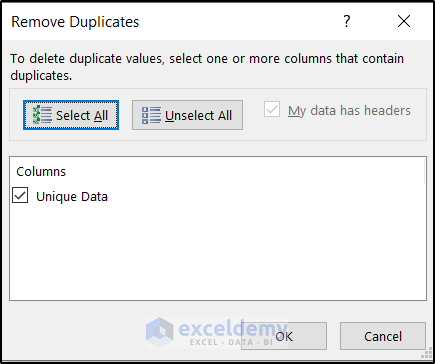 Remove Duplicates
?
To delete duplicate values, select one or more columns that contain
duplicates.
Select All
Unselect All
My data has headers
Columns
Unique Data
exceldemy
EXCEL - DATA - BI
OK
Cancel